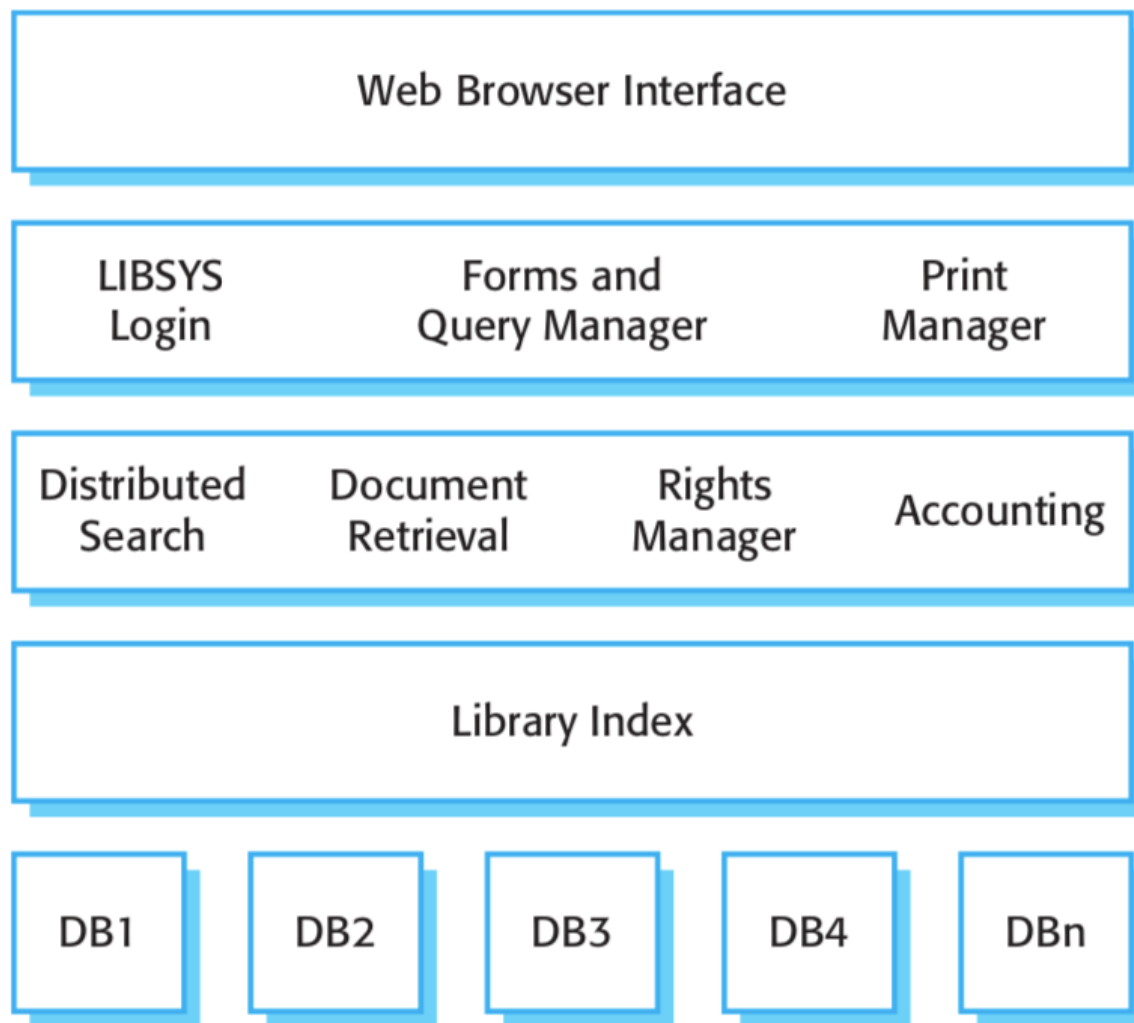 Web Browser Interface
LIBSYS
Login
Forms and
Query Manager
Print
Manager
Distributed
Search
Document
Retrieval
Rights
Manager
Accounting
Library Index
DB1
DB2
DB3
DB4
DBn